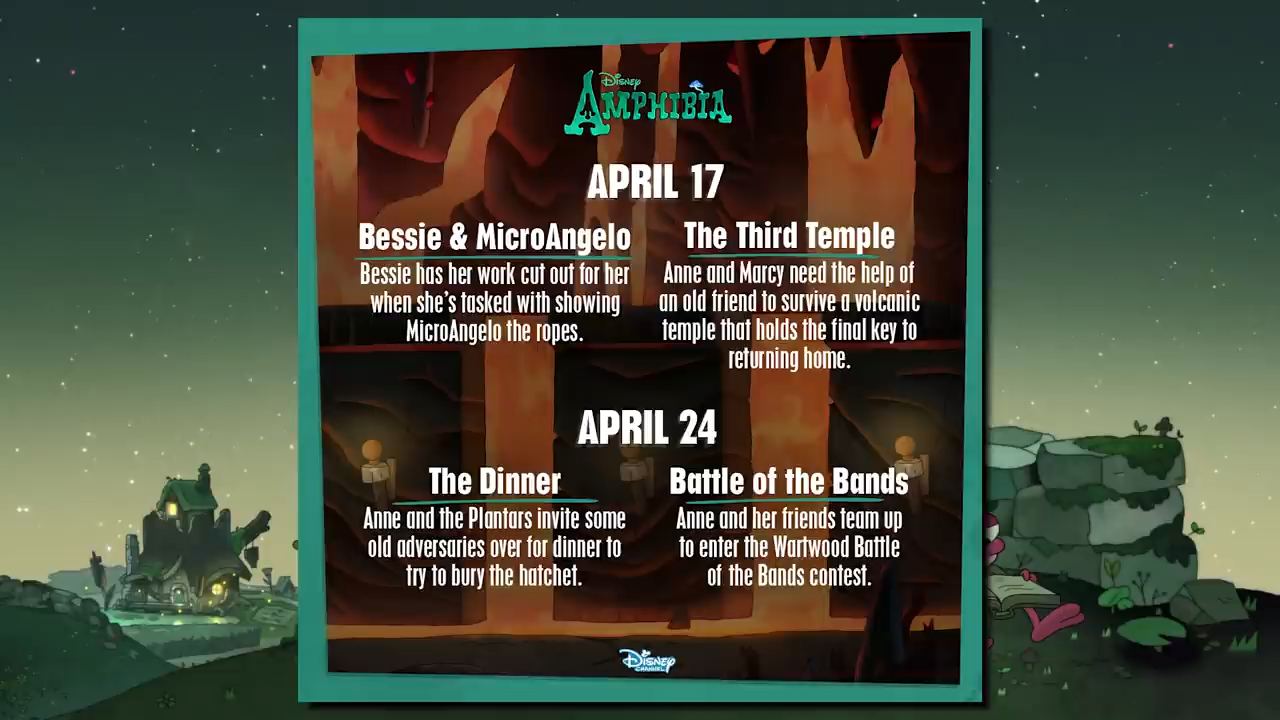 Disney
AMPHIBIA
APRIL 17
Bessie & MicroAngelo
Bessie has her work cut out for her
when she's tasked with showing
MicroAngelo the ropes.
The Third Temple
Anne and Marcy need the help of
an old friend to survive a volcanic
temple that holds the final key to
returning home.
APRIL 24
The Dinner
Anne and the Plantars invite some
old adversaries over for dinner to
try to bury the hatchet.
Battle of the Bands
Anne and her friends team up
to enter the Wartwood Battle
of the Bands contest.
Disney
CHANNEL